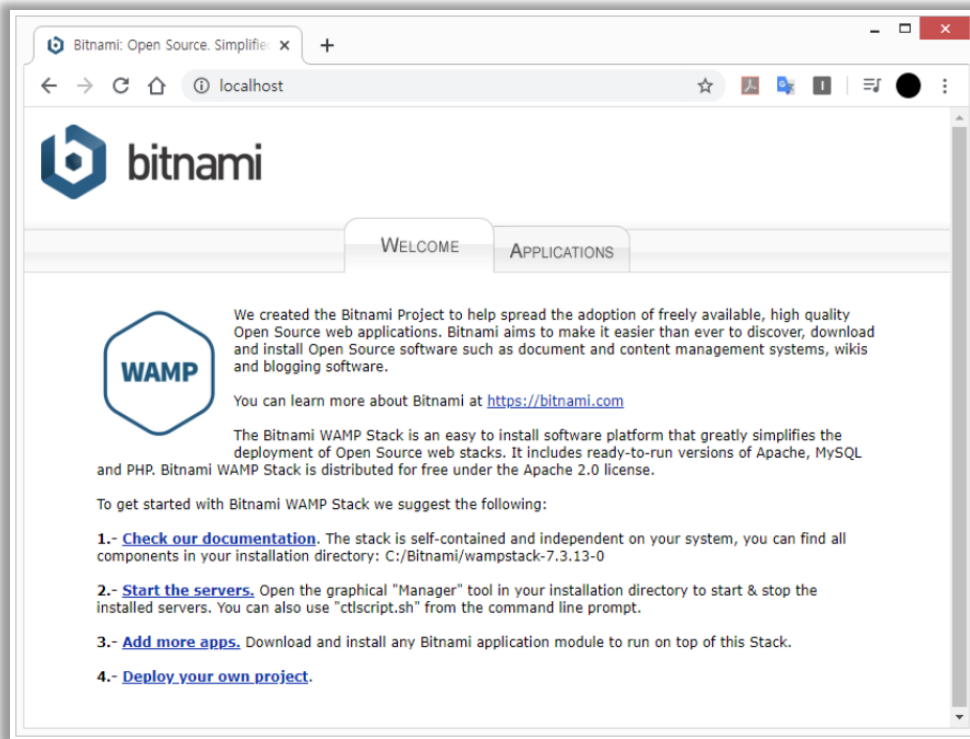 Bitnami: Open Source. Simplifie
localhost
bitnami
WELCOME
APPLICATIONS
We created the Bitnami Project to help spread the adoption of freely available, high quality
Open Source web applications. Bitnami aims to make it easier than ever to discover, download
and install Open Source software such as document and content management systems, wikis
and blogging software.
WAMP
You can learn more about Bitnami at https://bitnami.com
The Bitnami WAMP Stack is an easy to install software platform that greatly simplifies the
deployment of Open Source web stacks. It includes ready-to-run versions of Apache, MySQL
and PHP. Bitnami WAMP Stack is distributed for free under the Apache 2.0 license.
To get started with Bitnami WAMP Stack we suggest the following:
1.- Check our documentation. The stack is self-contained and independent on your system, you can find all
components in your installation directory: C:/Bitnami/wampstack-7.3.13-0
2.- Start the servers. Open the graphical "Manager" tool in your installation directory to start & stop the
installed servers. You can also use "ctlscript.sh" from the command line prompt.
3.- Add more apps. Download and install any Bitnami application module to run on top of this Stack.
4.- Deploy your own project.